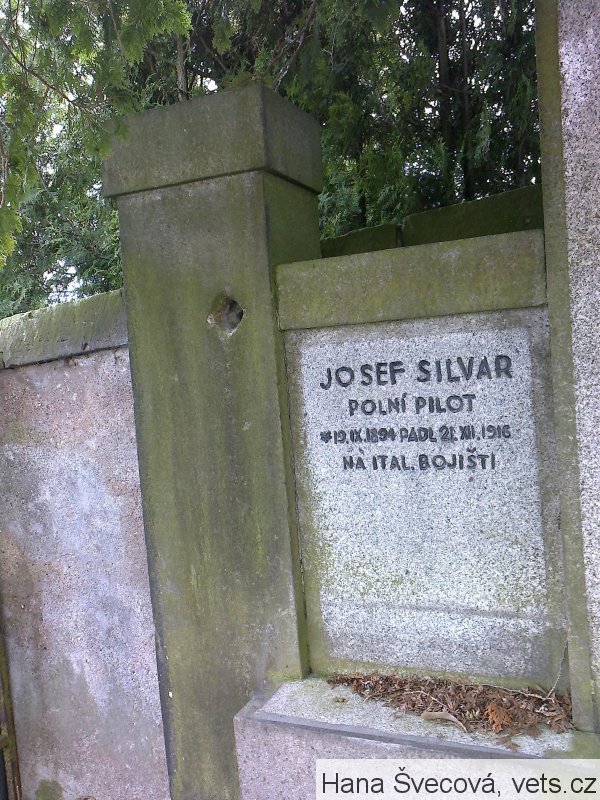 JOSEF SILVAR
POLNÍ PILOT
*19.IX.1894 PADL 21.XII.1916
NA ITAL. BOJIŠTI
Hana Švecová, vets.cz